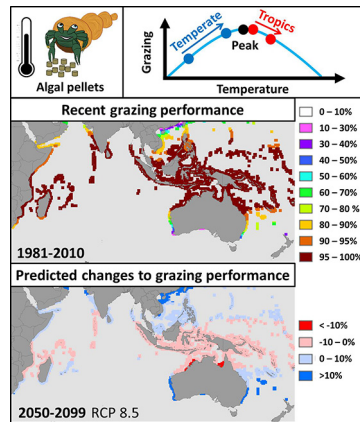 Algal pellets
Grazing
Temperate
Tropics
Peak
Temperature
Recent grazing performance
1981-2010
0 – 10%
10 – 30%
30 – 40%
40 – 50%
50 – 60%
60 – 70%
70 – 80 %
80 – 90%
90 – 95%
95 – 100%
Predicted changes to grazing performance
2050-2099 RCP 8.5
< -10%
-10 – 0%
0 – 10%
>10%